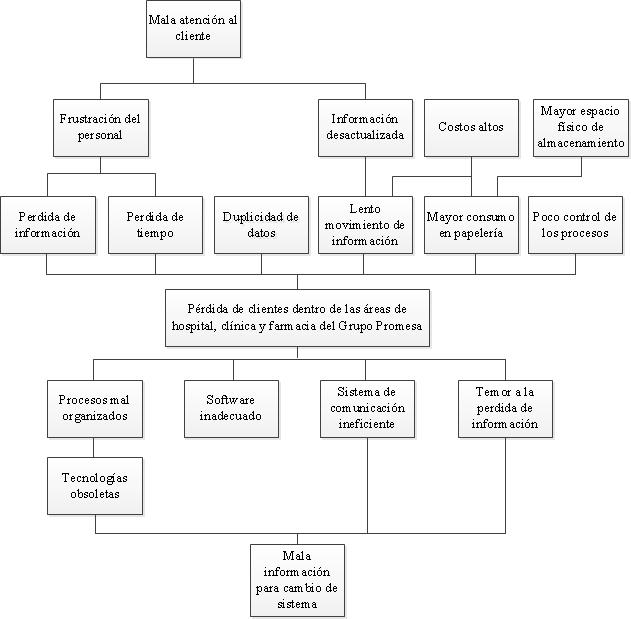 Mala atención al
cliente
Frustración del
personal
Información
desactualizada
Costos altos
Mayor espacio
físico de
almacenamiento
Perdida de
información
Perdida de
tiempo
Duplicidad de
datos
Lento
movimiento de
información
Mayor consumo
en papelería
Poco control de
los procesos
Pérdida de clientes dentro de las áreas de
hospital, clínica y farmacia del Grupo Promesa
Procesos mal
organizados
Software
inadecuado
Sistema de
comunicación
ineficiente
Temor a la
perdida de
información
Tecnologías
obsoletas
Mala
información
para cambio de
sistema